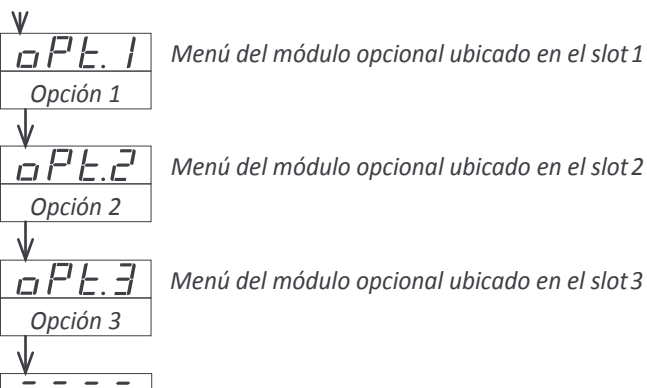 oPt.1 Menú del módulo opcional ubicado en el slot 1
Opción 1
oPt.2 Menú del módulo opcional ubicado en el slot 2
Opción 2
oPt.3 Menú del módulo opcional ubicado en el slot 3
Opción 3
----